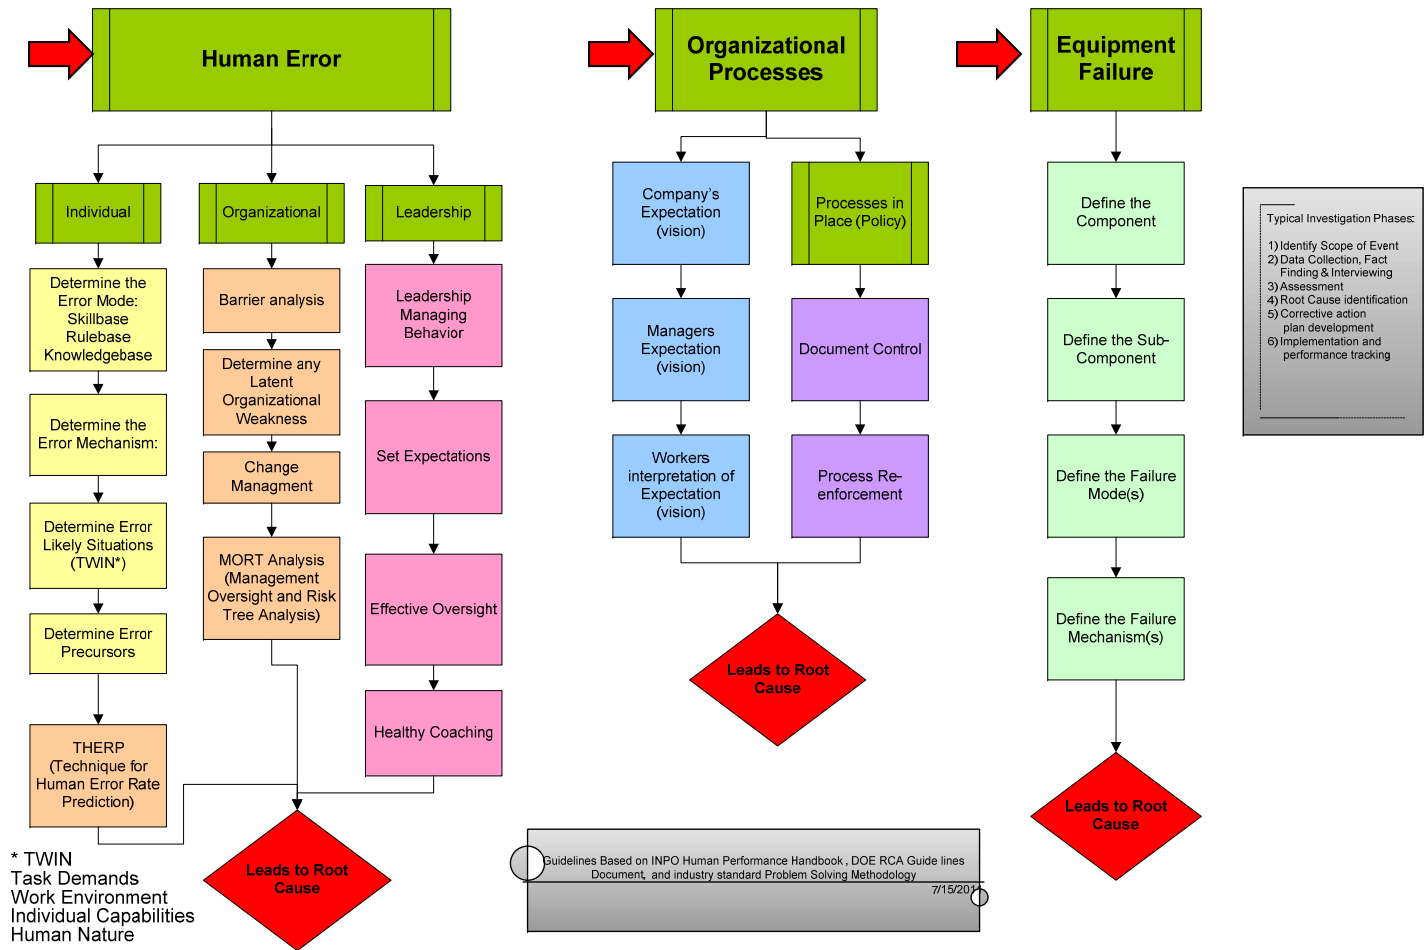 Human Error
Individual
Determine the
Error Mode:
Skillbase
Rulebase
Knowledgebase
Determine the
Error Mechanism:
Determine Error
Likely Situations
(TWIN*)
Determine Error
Precursors
THERP
(Technique for
Human Error Rate
Prediction)
Organizational
Barrier analysis
Determine any
Latent
Organizational
Weakness
Change
Managment
MORT Analysis
(Management
Oversight and Risk
Tree Analysis)
Leadership
Leadership
Managing
Behavior
Set Expectations
Effective Oversight
Healthy Coaching
Leads to Root
Cause
* TWIN
Task Demands
Work Environment
Individual Capabilities
Human Nature
Organizational
Processes
Company's
Expectation
(vision)
Managers
Expectation
(vision)
Workers
interpretation of
Expectation
(vision)
Processes in
Place (Policy)
Document Control
Process Re-
enforcement
Leads to Root
Cause
Equipment
Failure
Define the
Component
Define the Sub-
Component
Define the Failure
Mode(s)
Define the Failure
Mechanism(s)
Leads to Root
Cause
Typical Investigation Phases:
1) Identify Scope of Event
2) Data Collection, Fact
Finding & Interviewing
3) Assessment
4) Root Cause identification
5) Corrective action
plan development
6) Implementation and
performance tracking
Guidelines Based on INPO Human Performance Handbook , DOE RCA Guide lines
Document, and industry standard Problem Solving Methodology